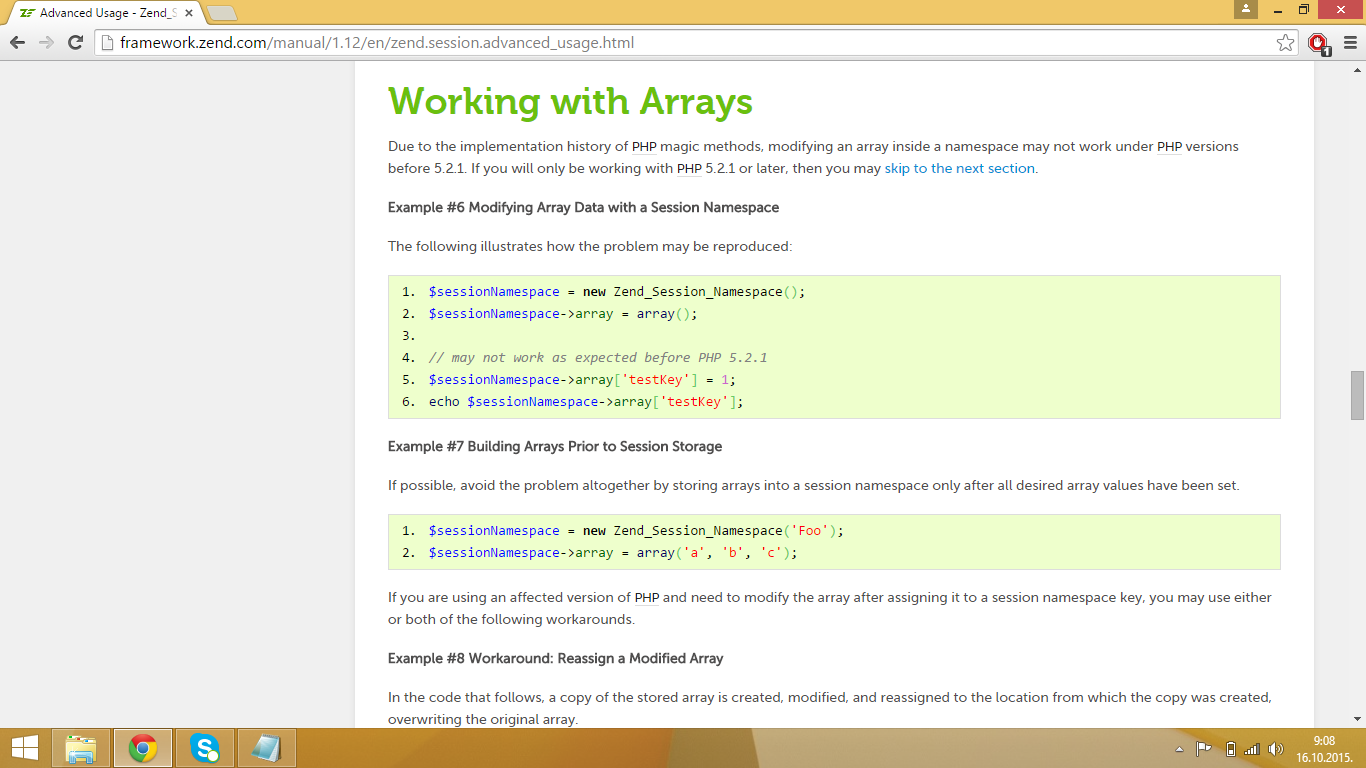 Advanced Usage - Zend_S
framework.zend.com/manual/1.12/en/zend.session.advanced_usage.html
1
Working with Arrays
Due to the implementation history of PHP magic methods, modifying an array inside a namespace may not work under PHP versions
before 5.2.1. If you will only be working with PHP 5.2.1 or later, then you may skip to the next section.
Example #6 Modifying Array Data with a Session Namespace
The following illustrates how the problem may be reproduced:
1. $sessionNamespace = new Zend_Session_Namespace();
2. $sessionNamespace->array = array();
3.
4. // may not work as expected before PHP 5.2.1
5. $sessionNamespace->array['testKey'] = 1;
6. echo $sessionNamespace->array['testKey'];
Example #7 Building Arrays Prior to Session Storage
If possible, avoid the problem altogether by storing arrays into a session namespace only after all desired array values have been set.
1. $sessionNamespace = new Zend_Session_Namespace('Foo');
2. $sessionNamespace->array = array('a', 'b', 'c');
If you are using an affected version of PHP and need to modify the array after assigning it to a session namespace key, you may use either
or both of the following workarounds.
Example #8 Workaround: Reassign a Modified Array
In the code that follows, a copy of the stored array is created, modified, and reassigned to the location from which the copy was created,
overwriting the original array.
9:08
16.10.2015.